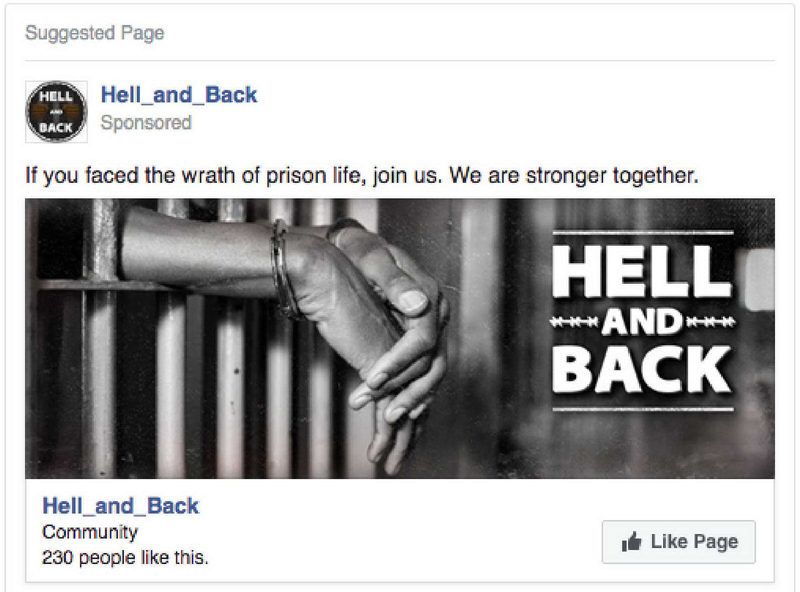 Suggested Page
HELL
AND
BACK
Hell_and_Back
Sponsored
If you faced the wrath of prison life, join us. We are stronger together.
HELL
AND
BACK
Hell_and_Back
Community
230 people like this.
Like Page